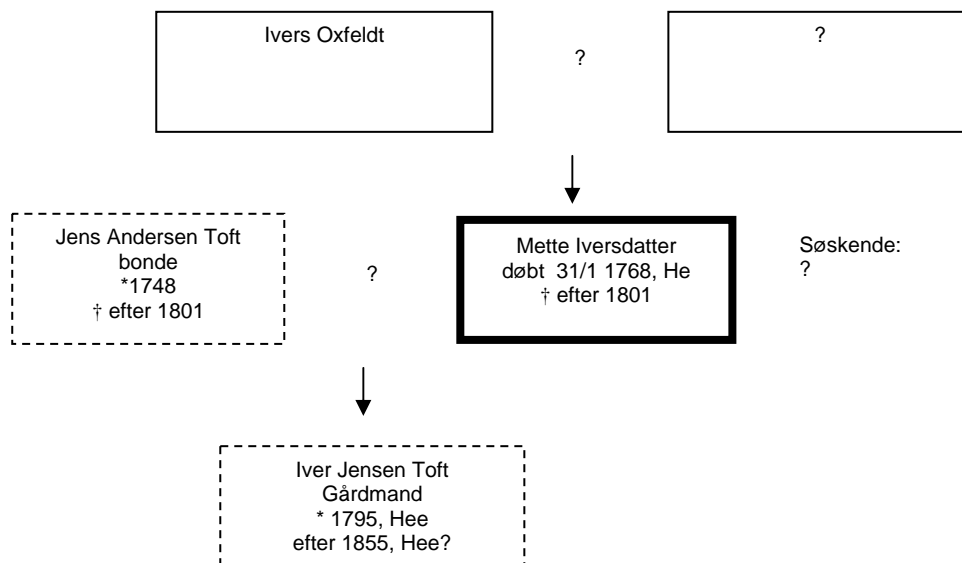 Ivers Oxfeldt
?
?
Jens Andersen Toft
bonde
*1748
† efter 1801
?
Mette Iversdatter
døbt 31/1 1768, He
† efter 1801
Søskende:
?
Iver Jensen Toft
Gårdmand
* 1795, Hee
efter 1855, Hee?